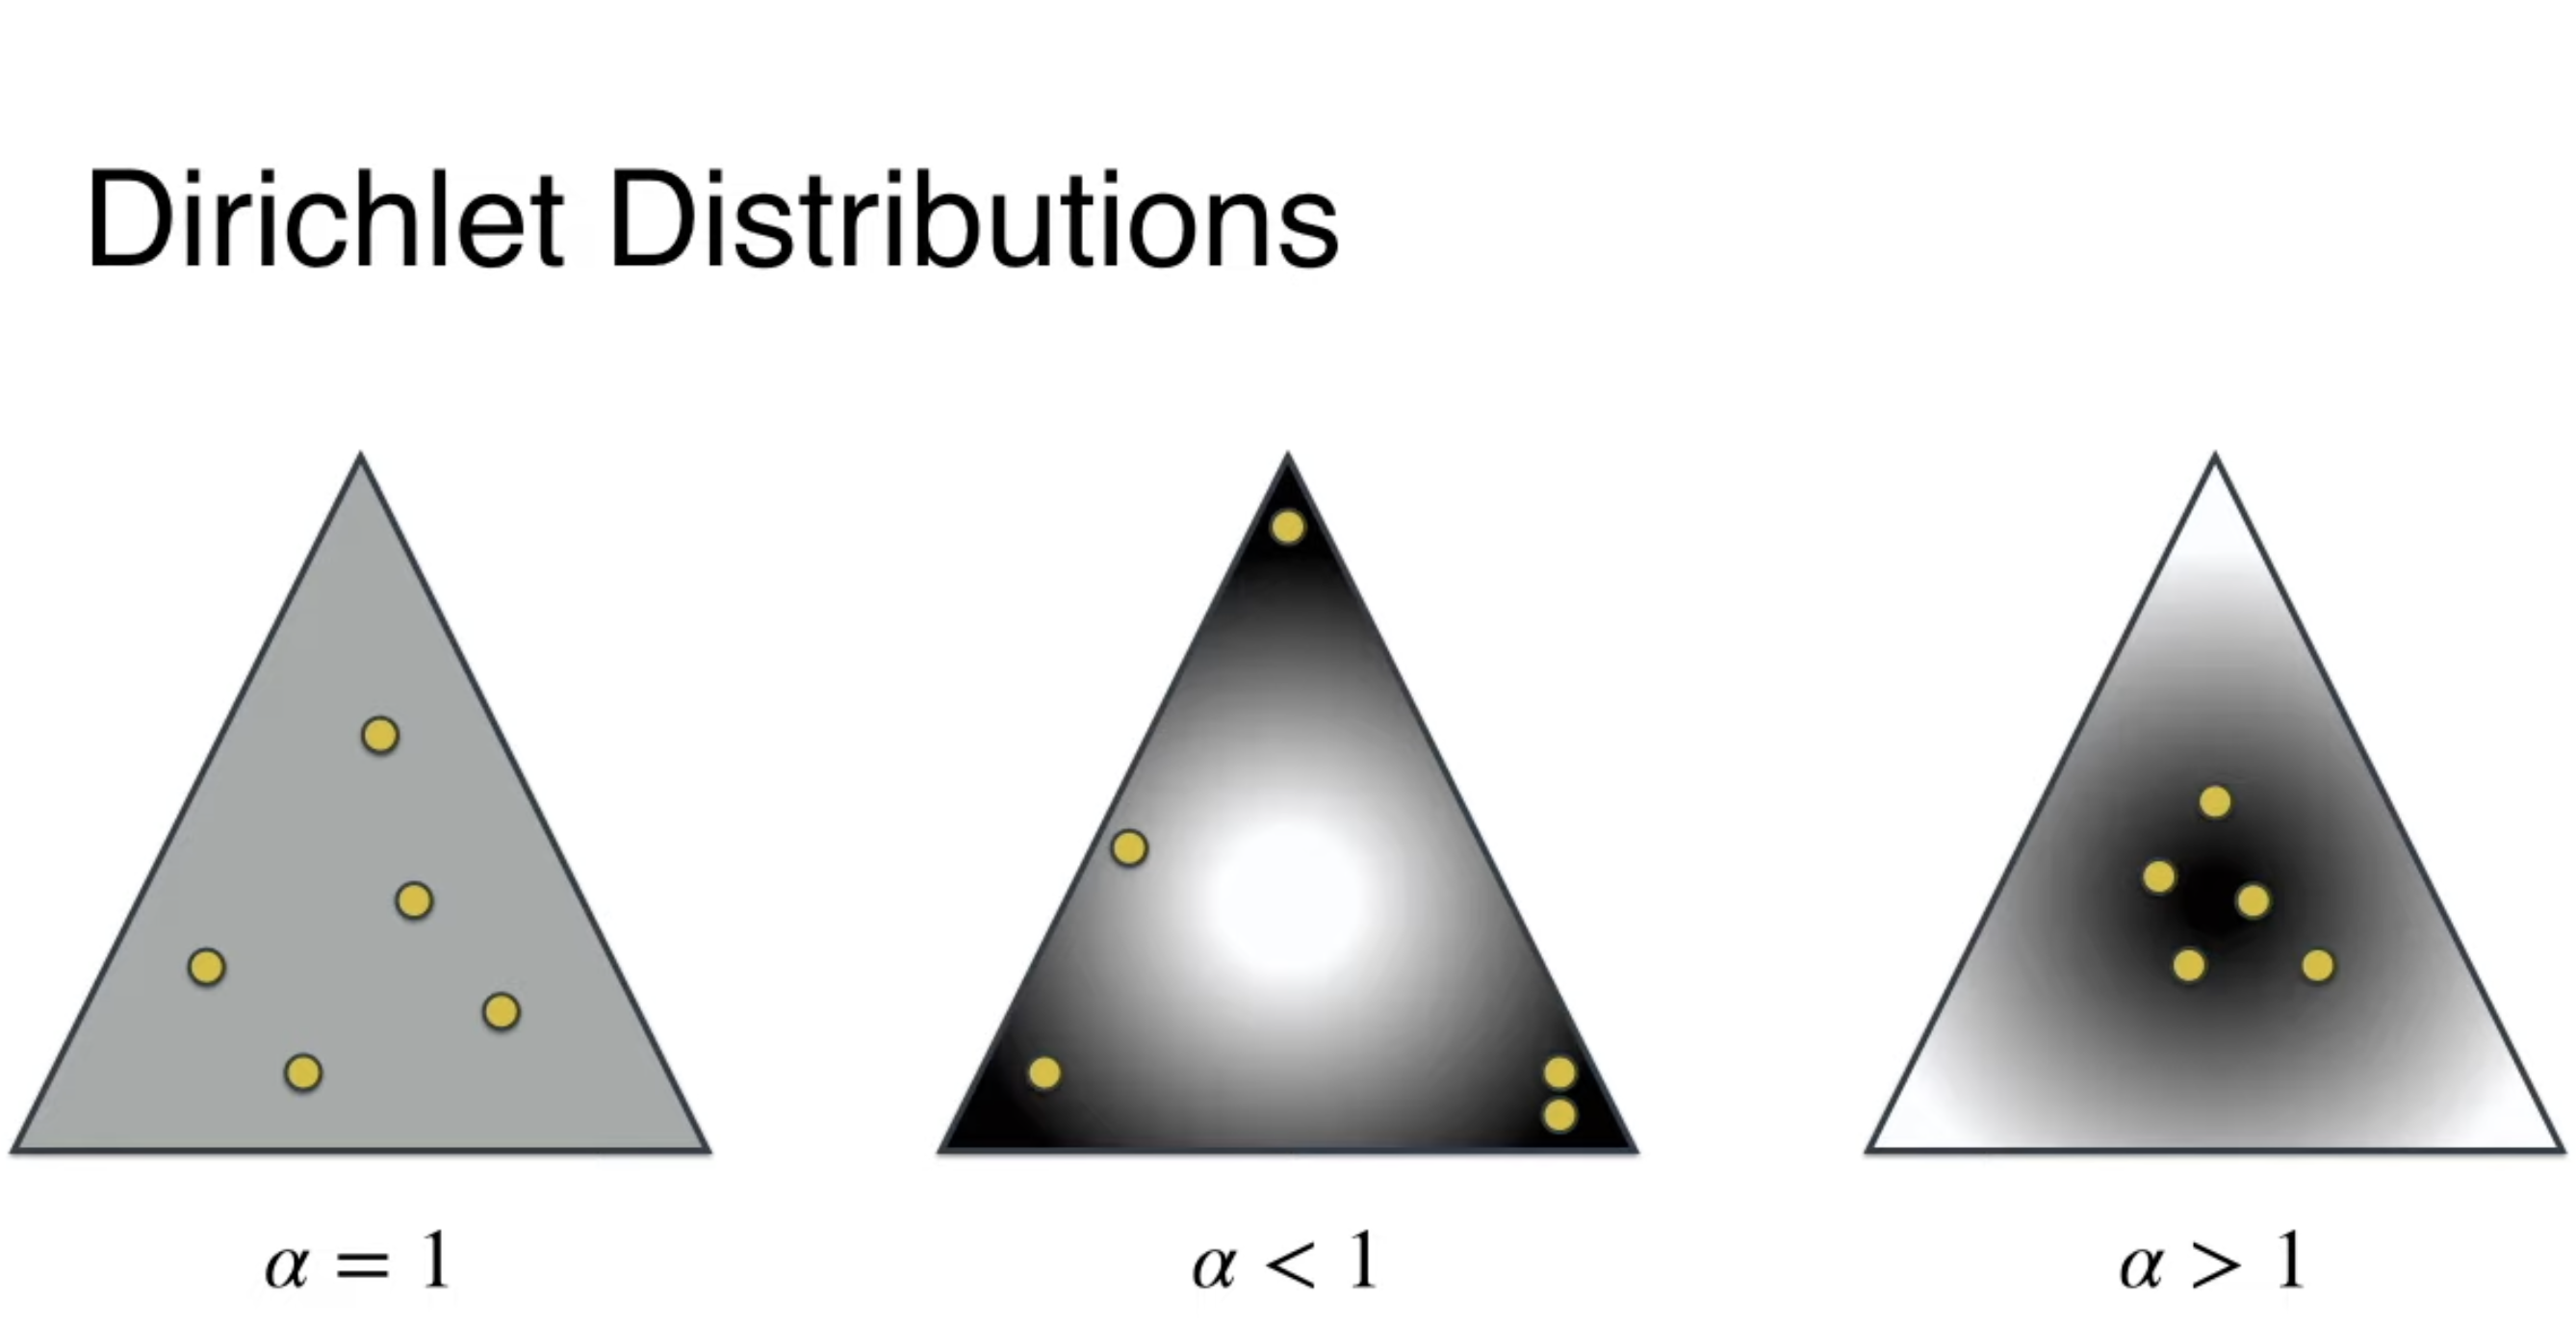 Dirichlet Distributions
α = 1
α < 1
α > 1